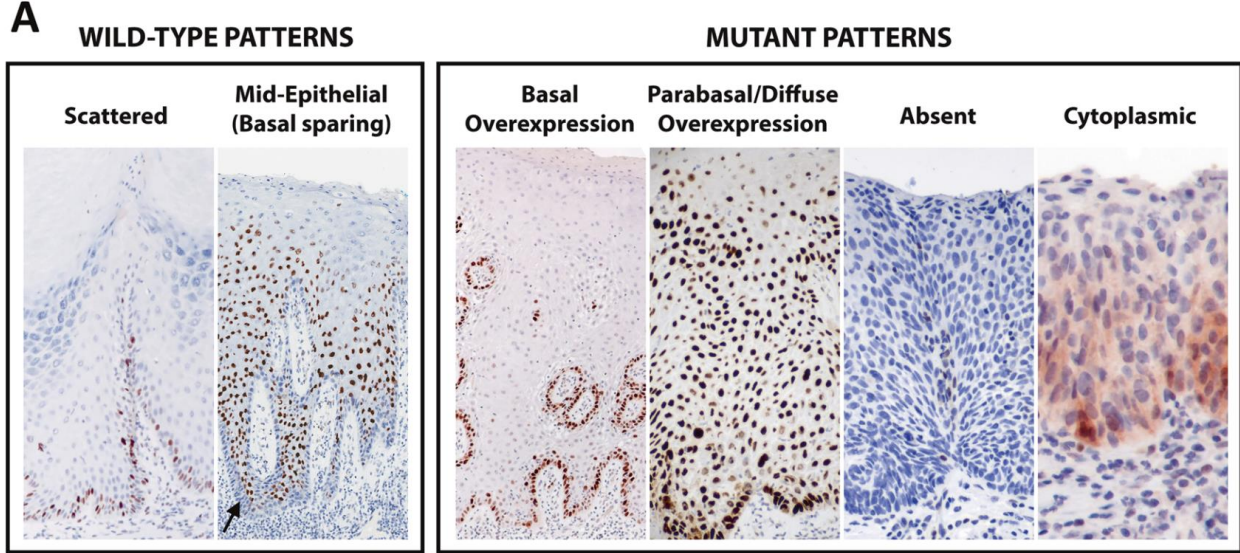 A
WILD-TYPE PATTERNS
MUTANT PATTERNS
Scattered
Mid-Epithelial
(Basal sparing)
Basal
Overexpression
Parabasal/Diffuse
Overexpression
Absent
Cytoplasmic